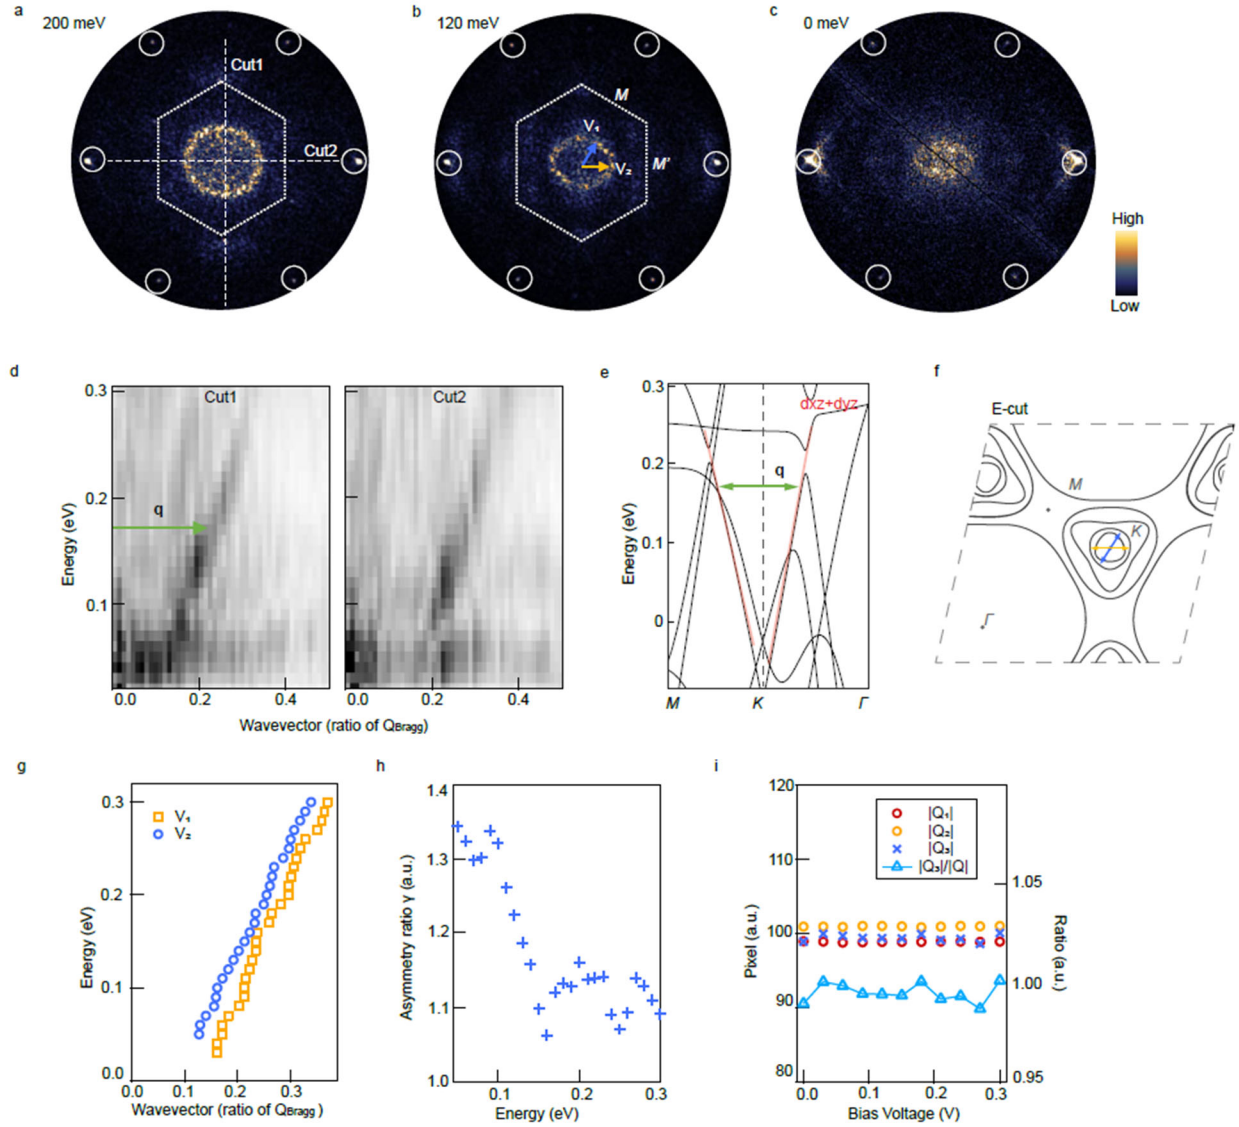 a
200 meV
Cut1
Cut2
b
120 meV
M
V₁
V₂
M'
c
0 meV
High
Low
d
Cut1
Cut2
0.3
0.2
0.1
Energy (eV)
q
0.0 0.2 0.4 0.0 0.2 0.4
Wavevector (ratio of QBragg)
e
0.3
0.2
0.1
0
Energy (eV)
dxz+dyz
q
M K Γ
f
E-cut
M
K
Γ
g
V₁
V₂
0.3
0.2
0.1
0.0
Energy (eV)
0.0 0.1 0.2 0.3
Wavevector (ratio of QBragg )
h
1.4
1.3
1.2
1.1
1.0
Asymmetry ratio γ (a.u.)
0.1 0.2 0.3
Energy (eV)
i
120
110
100
90
80
Pixel (a.u.)
|Q₁|
|Q₂|
|Q₃|
|Q₃|/|Q|
1.05
1.00
0.95
Ratio (a.u.)
0.0 0.1 0.2 0.3
Bias Voltage (V)